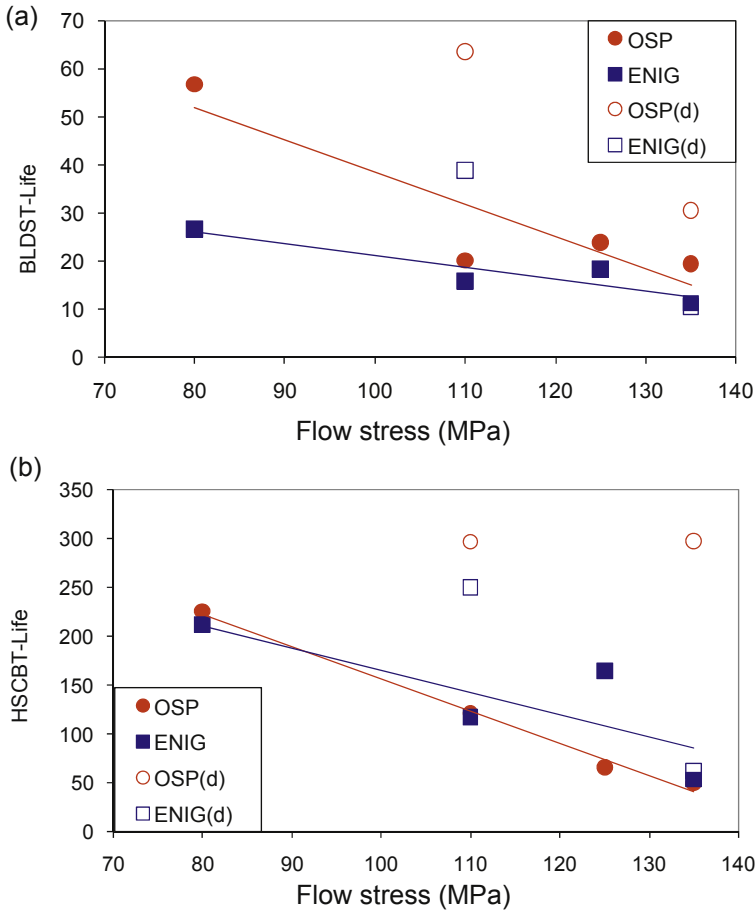 (a)
70
60
50
40
30
20
10
0
BLDST-Life
OSP
ENIG
OSP(d)
ENIG(d)
70 80 90 100 110 120 130 140
Flow stress (MPa)
(b)
350
300
250
200
150
100
50
0
HSCBT-Life
OSP
ENIG
OSP(d)
ENIG(d)
70 80 90 100 110 120 130 140
Flow stress (MPa)